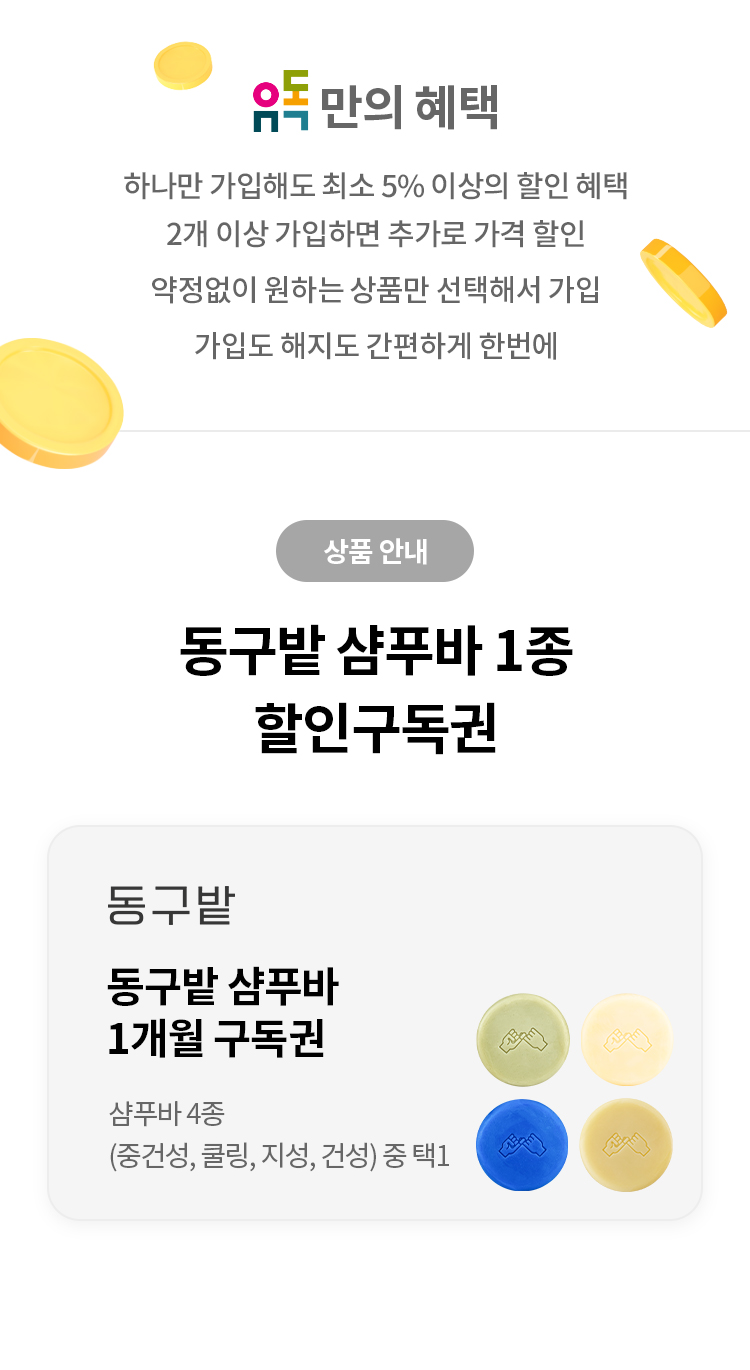 유독만의 혜택
하나만 가입해도 최소 5% 이상의 할인 혜택
2개 이상 가입하면 추가로 가격 할인
약정없이 원하는 상품만 선택해서 가입
가입도 해지도 간편하게 한번에
상품 안내
동구밭 샴푸바 1종
할인구독권
동구밭
동구밭 샴푸바
1개월 구독권
샴푸바 4종
(중건성, 쿨링, 지성, 건성) 중 택1